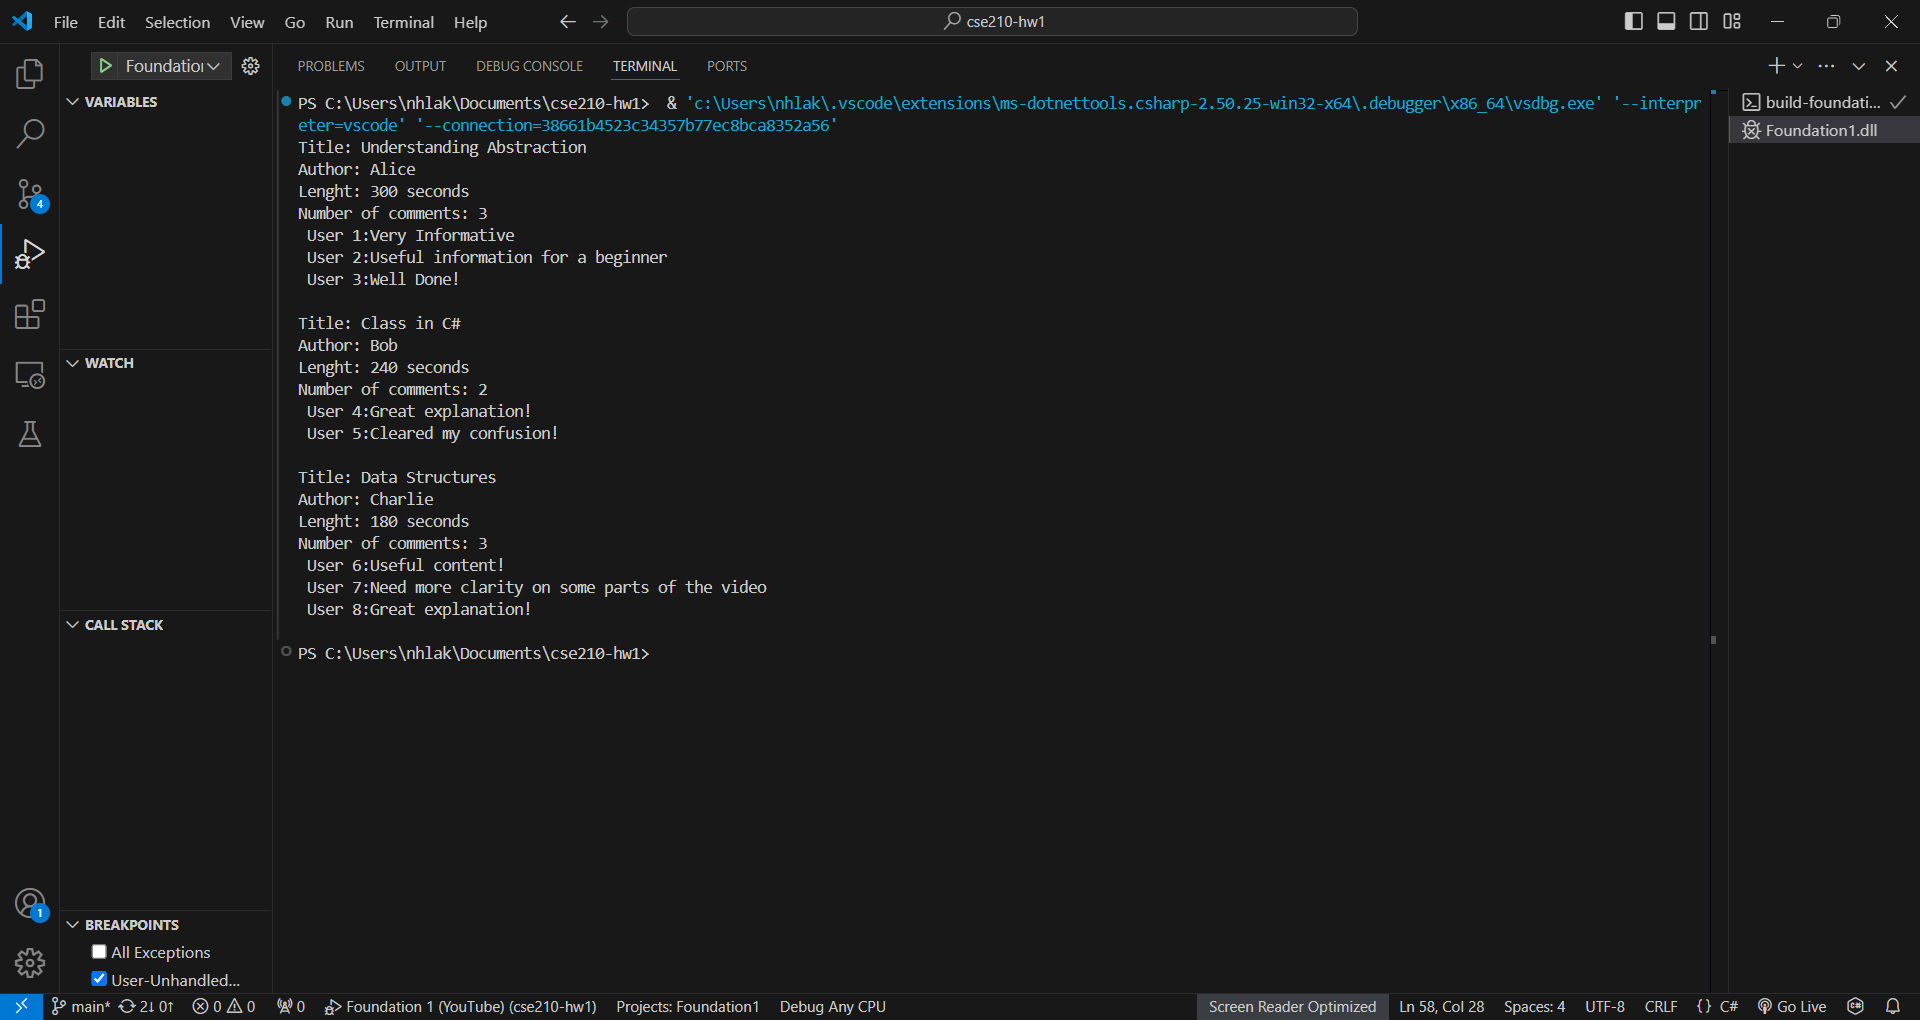 File Edit Selection View Go Run Terminal Help
cse210-hw1
Foundatio
PROBLEMS OUTPUT DEBUG CONSOLE TERMINAL PORTS
VARIABLES
WATCH
CALL STACK
BREAKPOINTS
All Exceptions
User-Unhandled...
4
1
PS C:\Users\nhlak\Documents\cse210-hw1>  & 'c:\Users\nhlak\.vscode\extensions\ms-dotnettools.csharp-2.50.25-win32-x64\.debugger\x86_64\vsdbg.exe' '--interpr
eter=vscode' '--connection=38661b4523c34357b77ec8bca8352a56'
Title: Understanding Abstraction
Author: Alice
Lenght: 300 seconds
Number of comments: 3
User 1:Very Informative
User 2:Useful information for a beginner
User 3:Well Done!
Title: Class in C#
Author: Bob
Lenght: 240 seconds
Number of comments: 2
User 4:Great explanation!
User 5:Cleared my confusion!
Title: Data Structures
Author: Charlie
Lenght: 180 seconds
Number of comments: 3
User 6:Useful content!
User 7:Need more clarity on some parts of the video
User 8:Great explanation!
PS C:\Users\nhlak\Documents\cse210-hw1>
build-foundati...
Foundation1.dll
main* 2↓ 0↑ 0 0 0 Foundation 1 (YouTube) (cse210-hw1) Projects: Foundation1 Debug Any CPU Screen Reader Optimized Ln 58, Col 28 Spaces: 4 UTF-8 CRLF {} C# Go Live